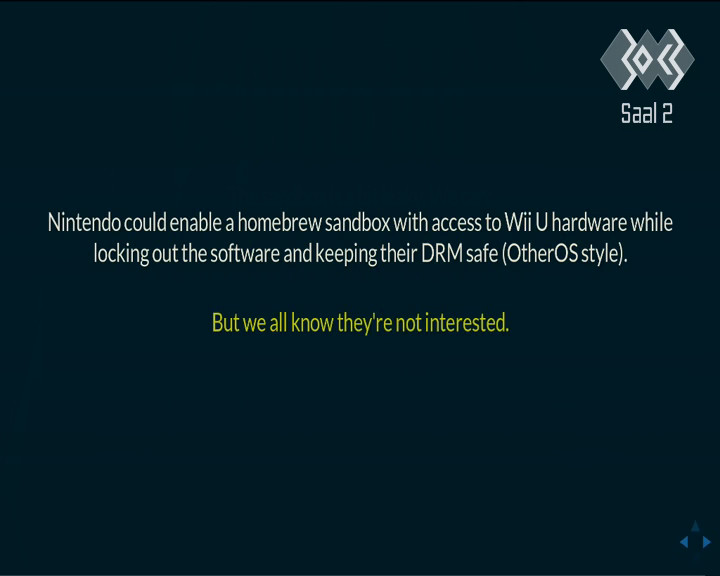 Saal 2
Nintendo could enable a homebrew sandbox with access to Wii U hardware while
locking out the software and keeping their DRM safe (OtherOS style).
But we all know they're not interested.